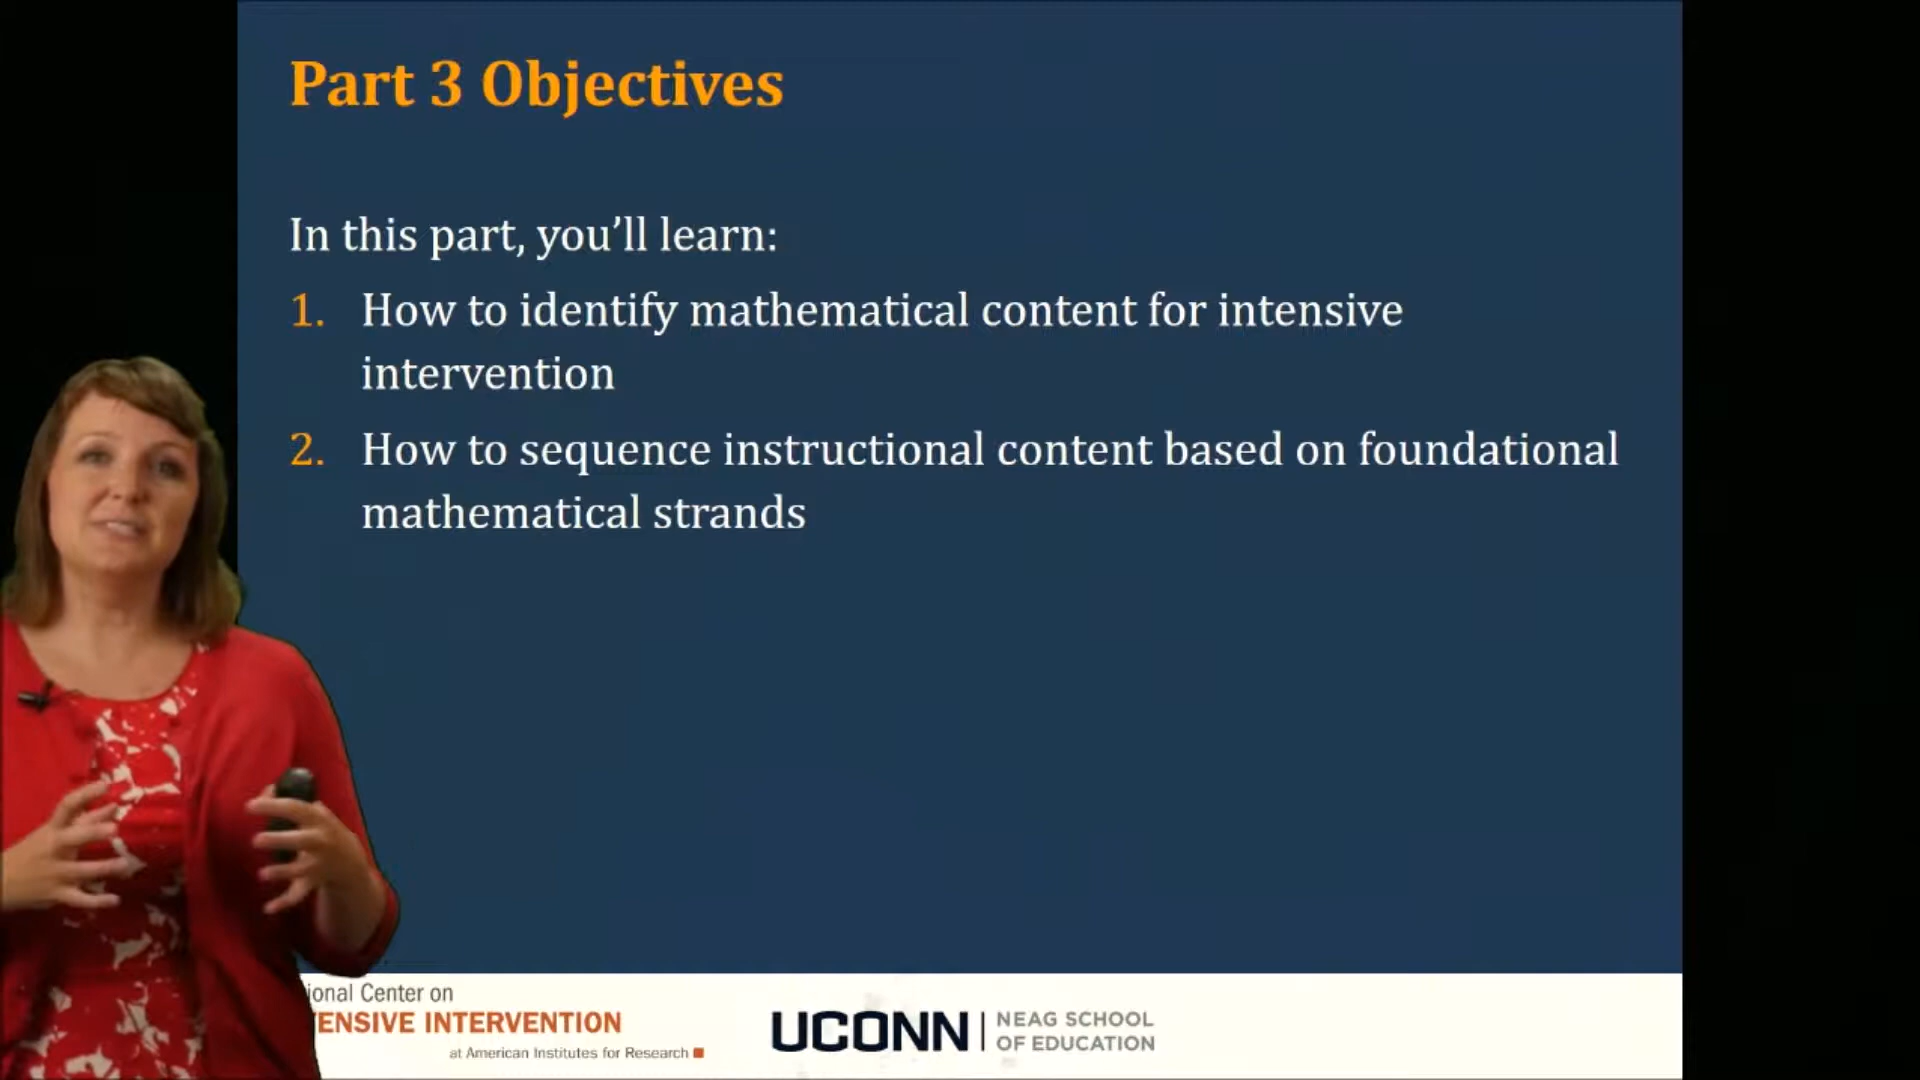 Part 3 Objectives
In this part, you’ll learn:
1. How to identify mathematical content for intensive
intervention
2. How to sequence instructional content based on foundational
mathematical strands
ional Center on
ENSIVE INTERVENTION
at American Institutes for Research
UCONN
NEAG SCHOOL
OF EDUCATION